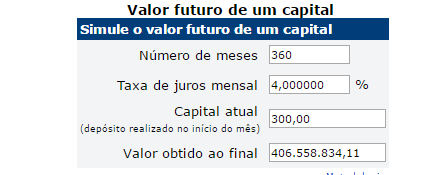 Valor futuro de um capital
Simule o valor futuro de um capital
Número de meses 360
Taxa de juros mensal 4,000000 %
Capital atual
(depósito realizado no início do mês) 300,00
Valor obtido ao final 406.558.834,11